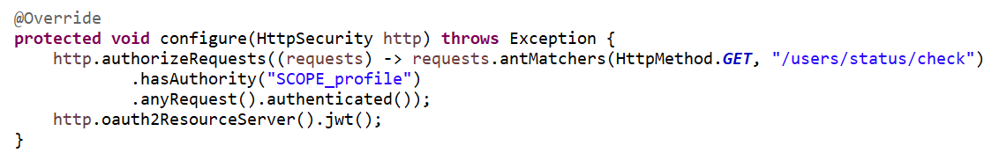 @Override
protected void configure(HttpSecurity http) throws Exception {
    http.authorizeRequests((requests) -> requests.antMatchers(HttpMethod.GET, "/users/status/check")
            .hasAuthority("SCOPE_profile")
            .anyRequest().authenticated());
    http.oauth2ResourceServer().jwt();
}